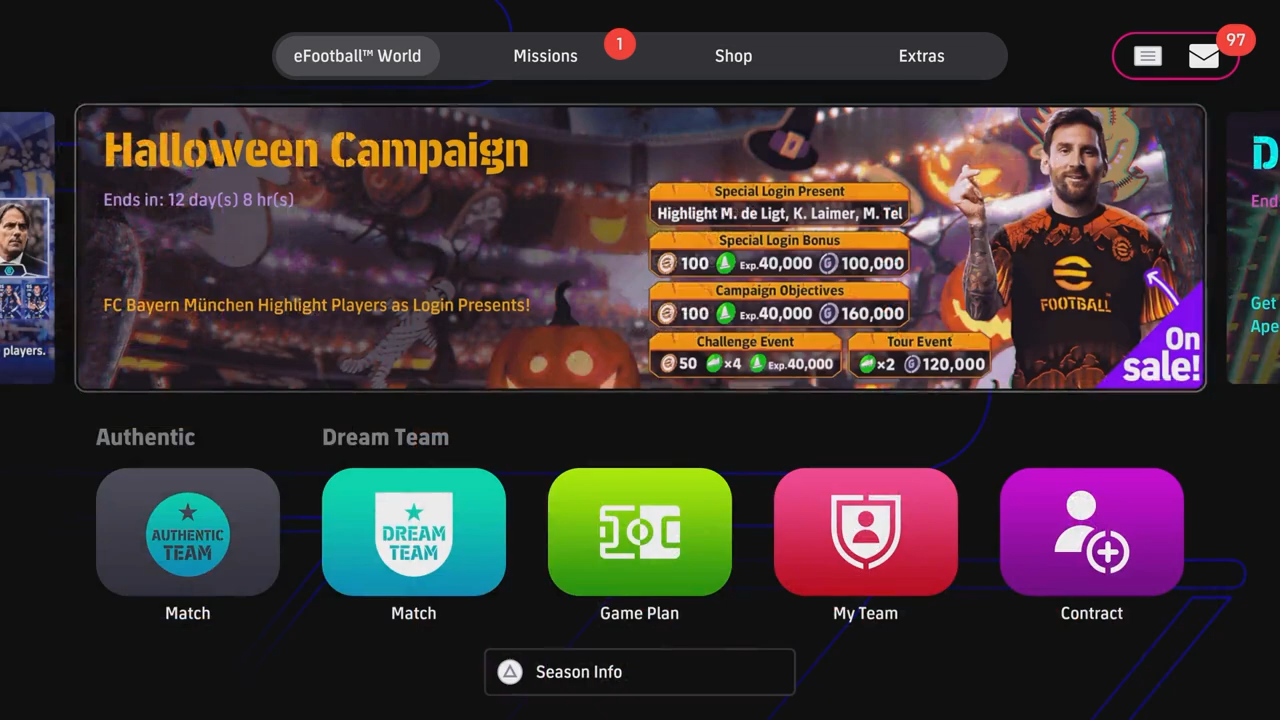 eFootball™ World
Missions
1
Shop
Extras
97
Halloween Campaign
Ends in: 12 day(s) 8 hr(s)
FC Bayern München Highlight Players as Login Presents!
Special Login Present
Highlight M. de Ligt, K. Laimer, M. Tel
Special Login Bonus
100 Exp.40,000 G 100,000
Campaign Objectives
100 Exp.40,000 G 160,000
Challenge Event
50 ×4 Exp.40,000
Tour Event
×2 G 120,000
FOOTBALL
On
sale!
players.
D
End
Get
Ape
Authentic
Dream Team
AUTHENTIC
TEAM
Match
DREAM
TEAM
Match
Game Plan
My Team
Contract
Season Info